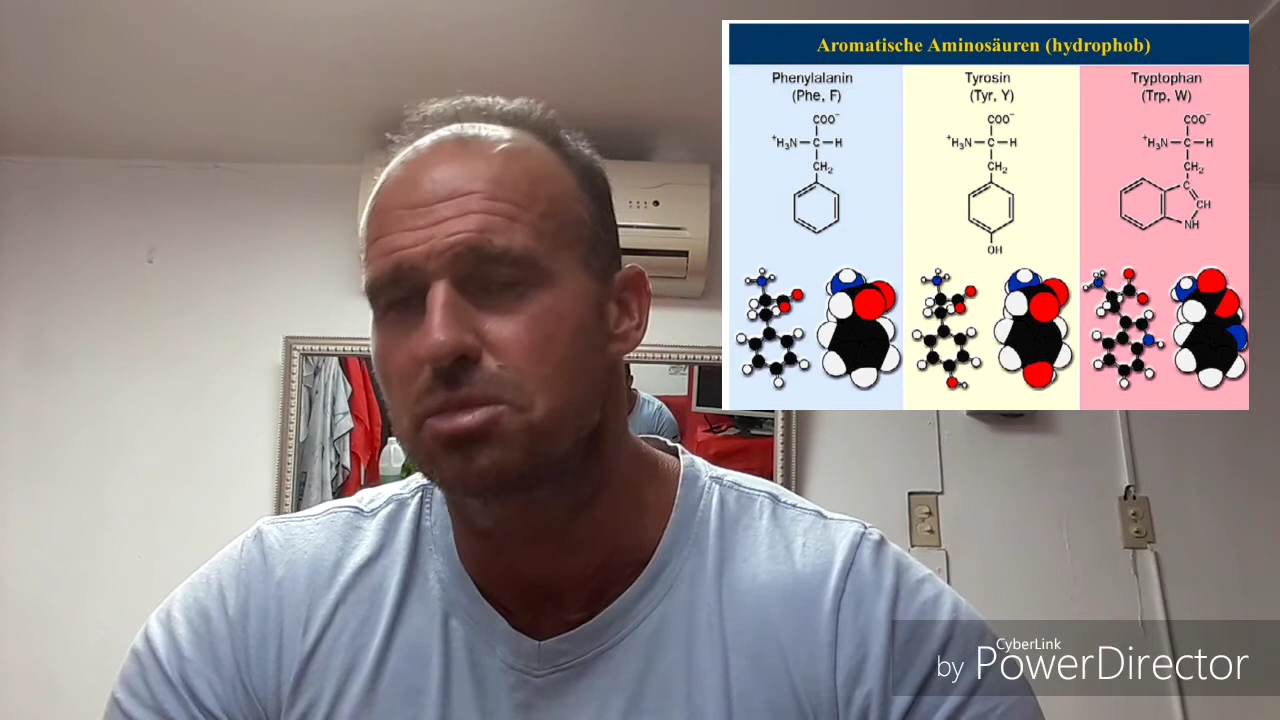 Aromatische Aminosäuren (hydrophob)
Phenylalanin
(Phe, F)
COO⁻
⁺H₃N—C—H
CH₂
Tyrosin
(Tyr, Y)
COO⁻
⁺H₃N—C—H
CH₂
OH
Tryptophan
(Trp, W)
COO⁻
⁺H₃N—C—H
CH₂
C
CH
NH
CyberLink
by PowerDirector